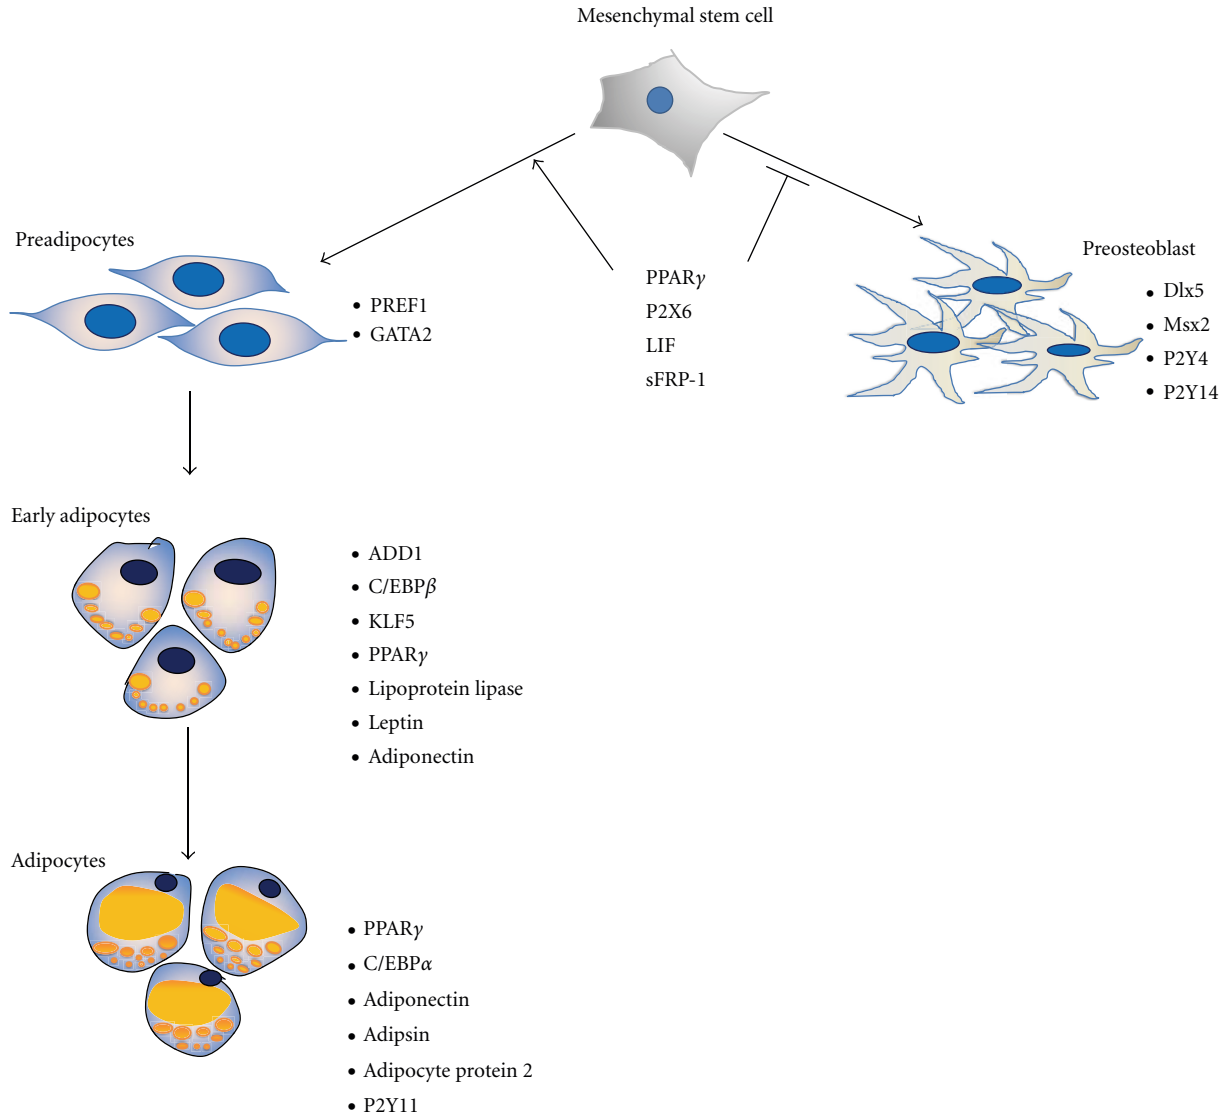 Mesenchymal stem cell
Preadipocytes
• PREF1
• GATA2
PPARγ
P2X6
LIF
sFRP-1
Preosteoblast
• Dlx5
• Msx2
• P2Y4
• P2Y14
Early adipocytes
• ADD1
• C/EBPβ
• KLF5
• PPARγ
• Lipoprotein lipase
• Leptin
• Adiponectin
Adipocytes
• PPARγ
• C/EBPα
• Adiponectin
• Adipsin
• Adipocyte protein 2
• P2Y11